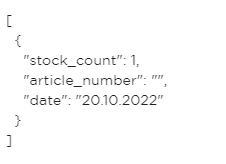 [
  {
    "stock_count": 1,
    "article_number": "",
    "date": "20.10.2022"
  }
]